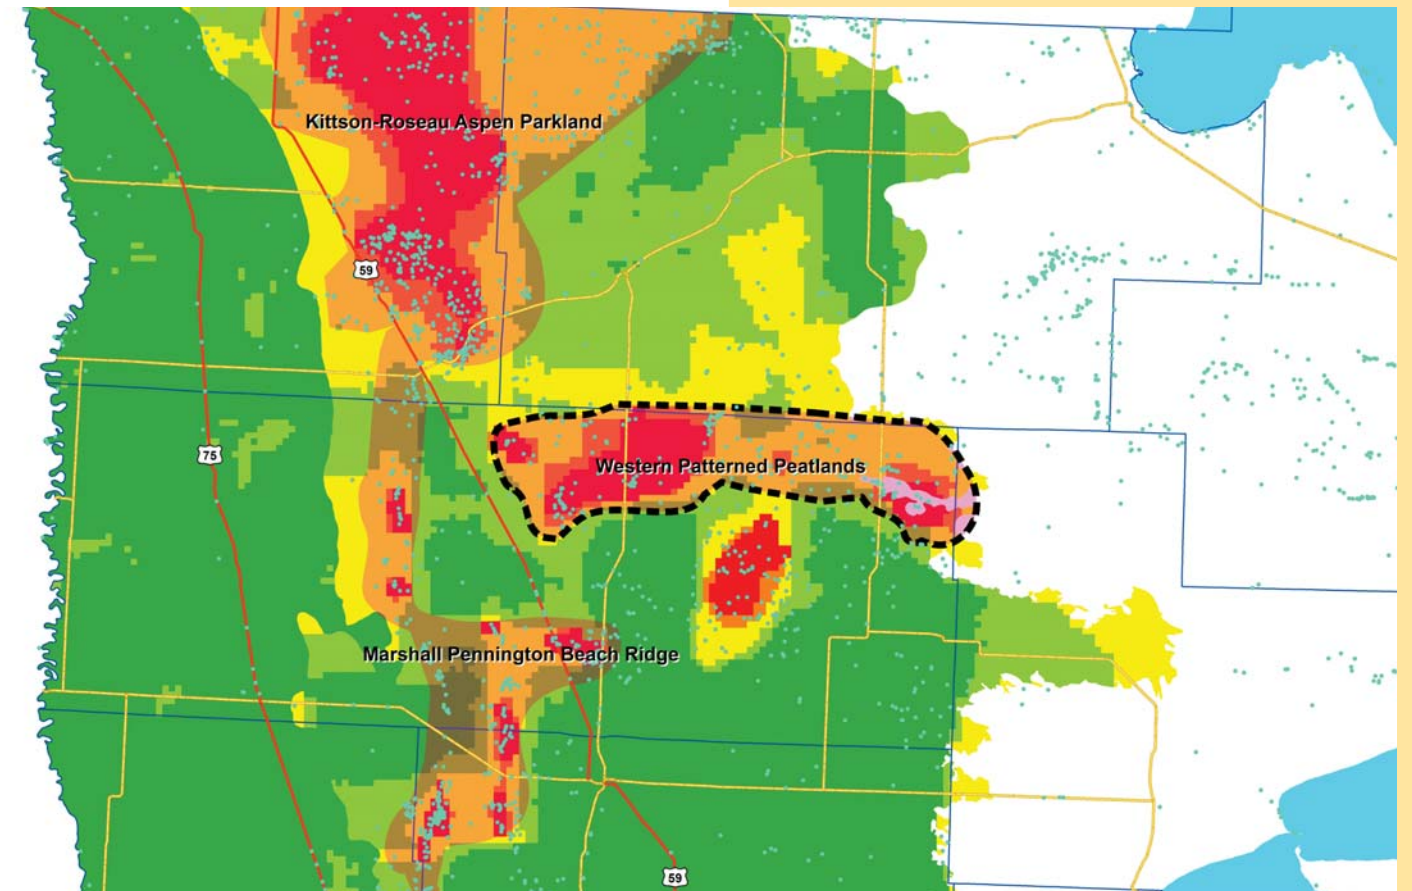 Kittson-Roseau Aspen Parkland
59
75
Western Patterned Peatlands
Marshall Pennington Beach Ridge
59